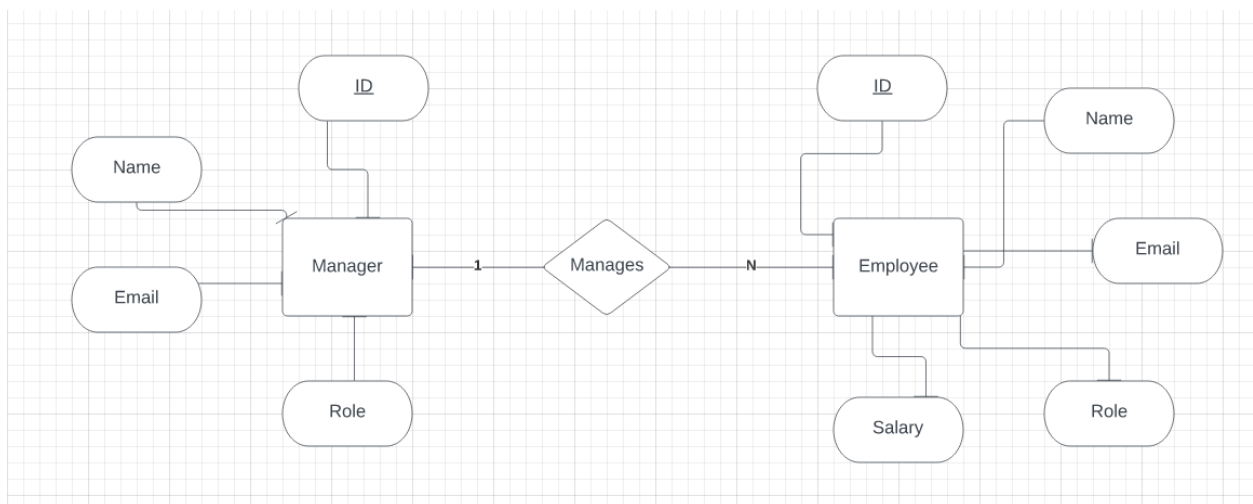 ID
ID
Name
Name
Email
Manager
1
Manages
N
Employee
Email
Role
Salary
Role